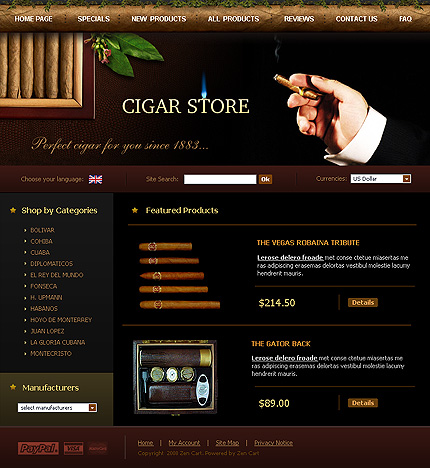 HOME PAGE SPECIALS NEW PRODUCTS ALL PRODUCTS REVIEWS CONTACT US FAQ
CIGAR STORE
Perfect cigar for you since 1883...
Choose your language: Site Search: Ok Currencies: US Dollar
Shop by Categories
BOLIVAR
COHIBA
CUABA
DIPLOMATICOS
EL REY DEL MUNDO
FONSECA
H. UPMANN
HABANOS
HOYO DE MONTERREY
JUAN LOPEZ
LA GLORIA CUBANA
MONTECRISTO
Manufacturers
select manufacturers
Featured Products
THE VEGAS ROBAINA TRIBUTE
Lerose delero froade met conse ctetue miasertas me
ras adipiscing erasemas delortas vestibul molestie lacuny
hendrerit mauris.
$214.50 Details
THE GATOR BACK
Lerose delero froade met conse ctetue miasertas me
ras adipiscing erasemas delortas vestibul molestie lacuny
hendrerit mauris.
$89.00 Details
PayPal VISA
Home | My Account | Site Map | Privacy Notice
Copyright 2008 Zen Cart. Powered by Zen Cart